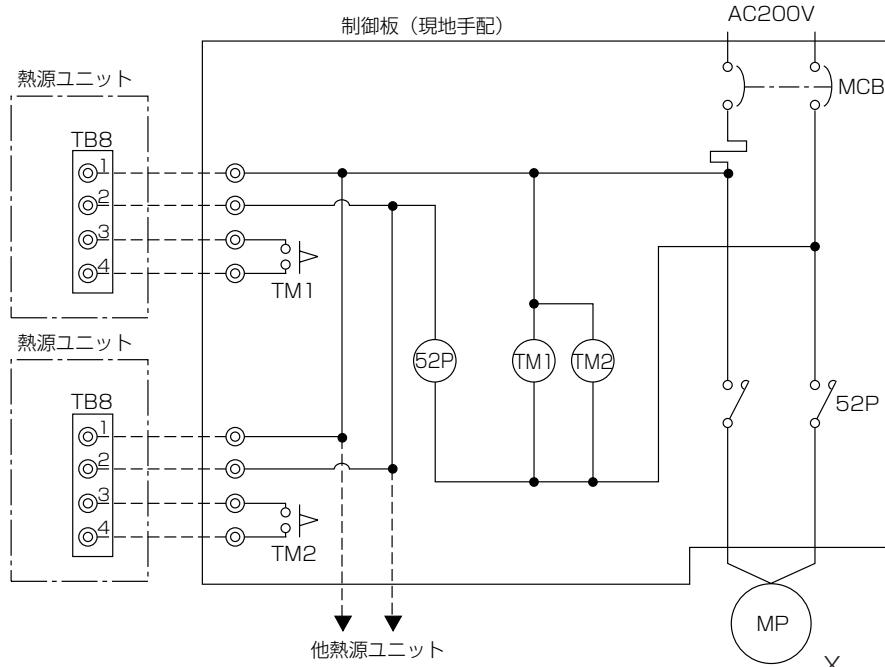 制御板（現地手配）
AC200V
MCB
熱源ユニット
TB8
1
2
3
4
TM1
52P
TM1
TM2
52P
熱源ユニット
TB8
1
2
3
4
TM2
MP
他熱源ユニット
X